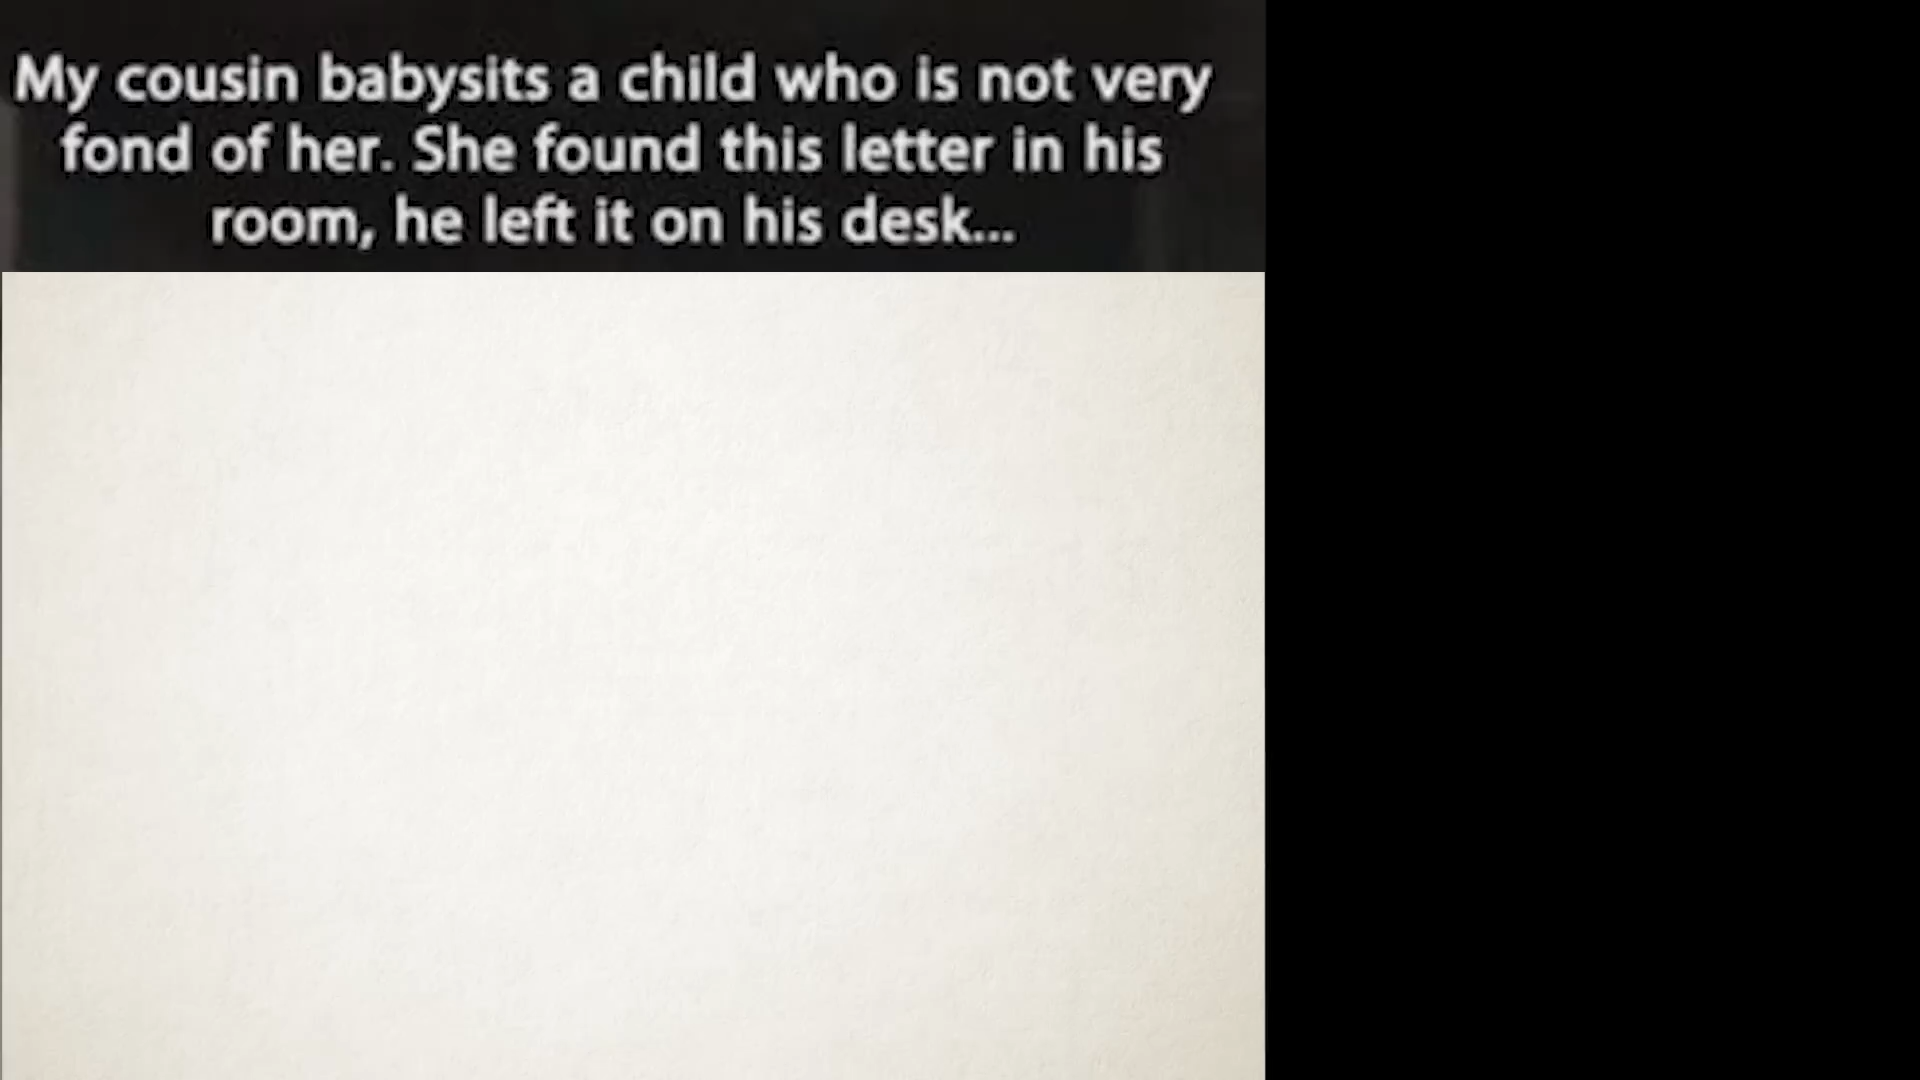 My cousin babysits a child who is not very
fond of her. She found this letter in his
room, he left it on his desk...